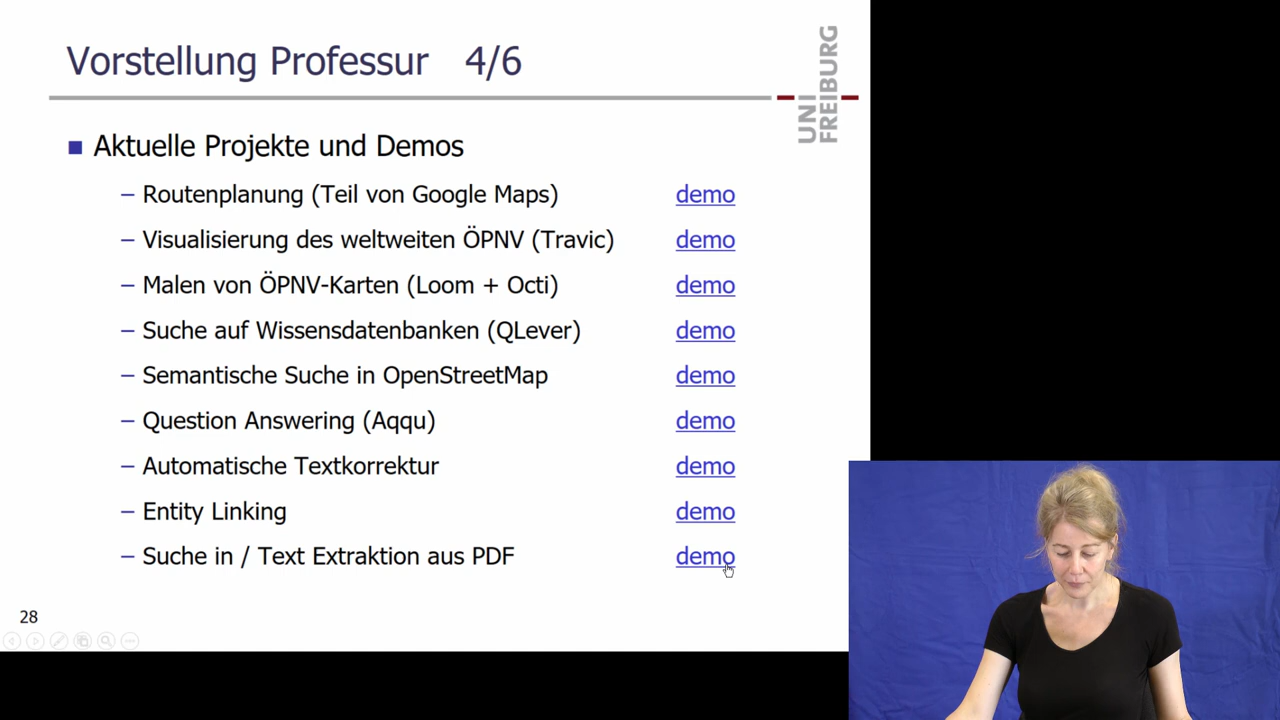 Vorstellung Professur 4/6
UNI
FREIBURG
Aktuelle Projekte und Demos
– Routenplanung (Teil von Google Maps) demo
– Visualisierung des weltweiten ÖPNV (Travic) demo
– Malen von ÖPNV-Karten (Loom + Octi) demo
– Suche auf Wissensdatenbanken (QLever) demo
– Semantische Suche in OpenStreetMap demo
– Question Answering (Aqqu) demo
– Automatische Textkorrektur demo
– Entity Linking demo
– Suche in / Text Extraktion aus PDF demo
28